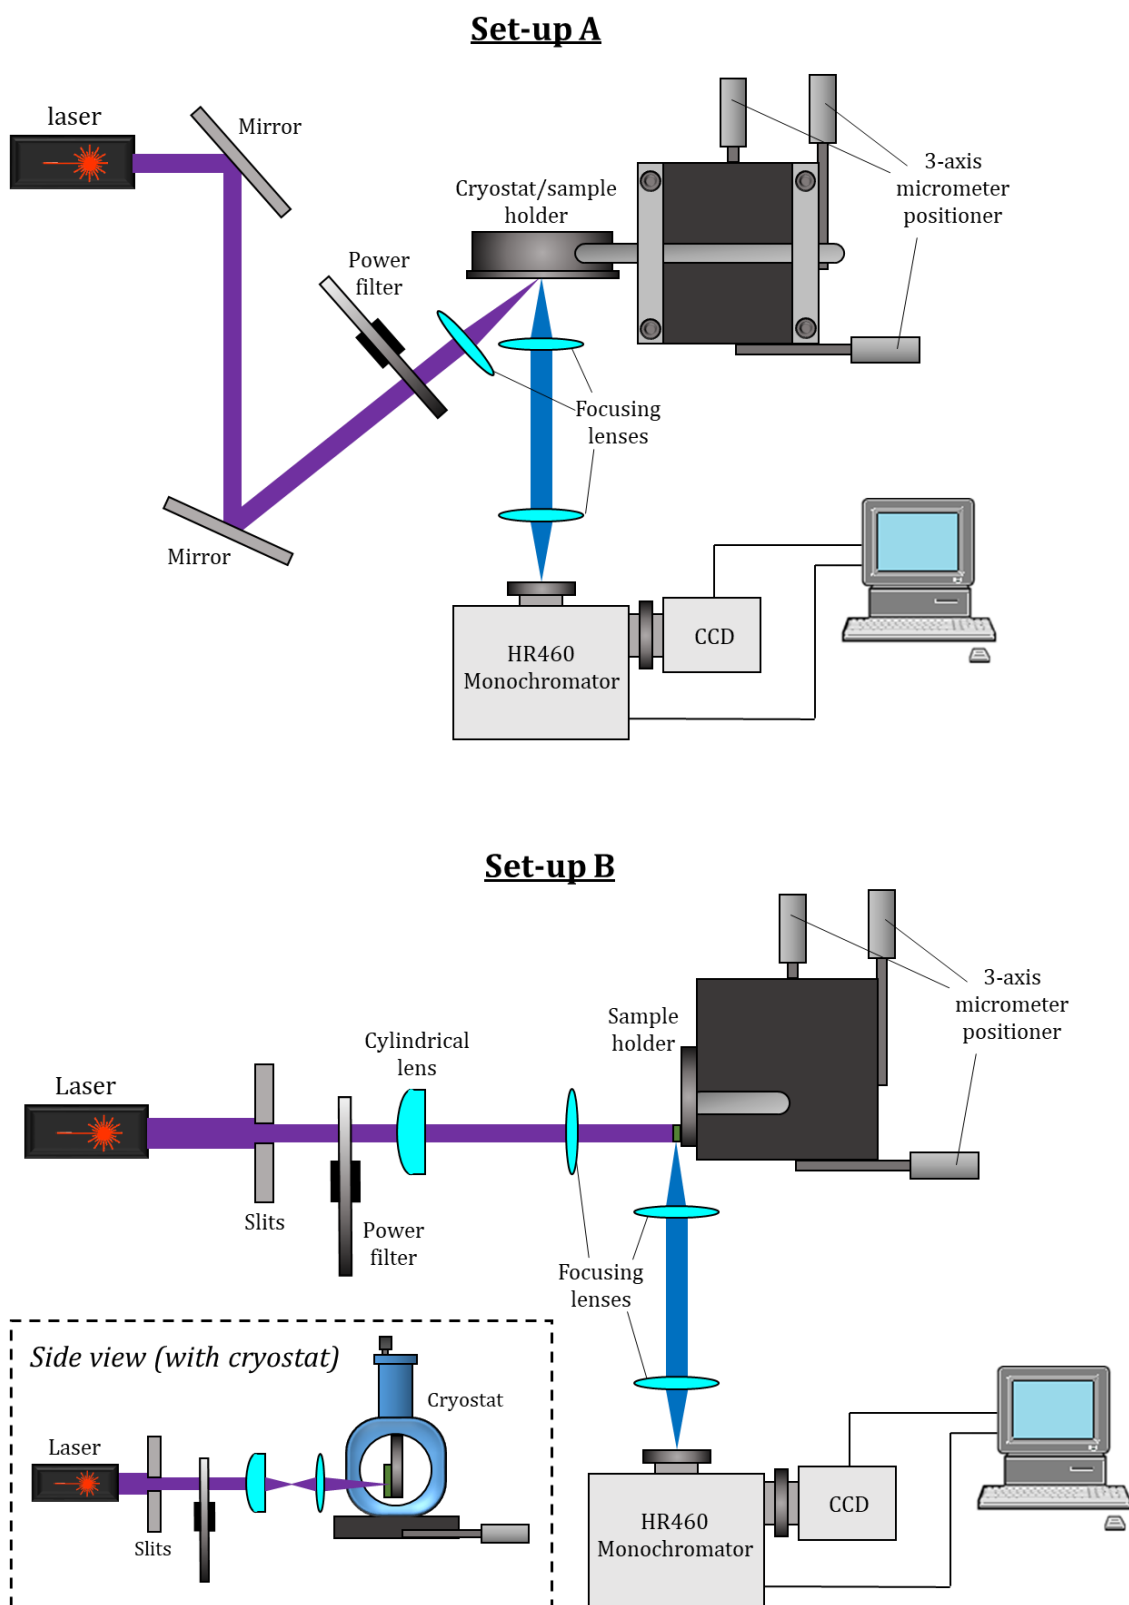 Set-up A
laser
Mirror
Cryostat/sample
holder
3-axis
micrometer
positioner
Power
filter
Focusing
lenses
Mirror
CCD
HR460
Monochromator
Set-up B
3-axis
micrometer
positioner
Sample
holder
Cylindrical
lens
Laser
Slits
Power
filter
Focusing
lenses
Side view (with cryostat)
Cryostat
Laser
Slits
CCD
HR460
Monochromator